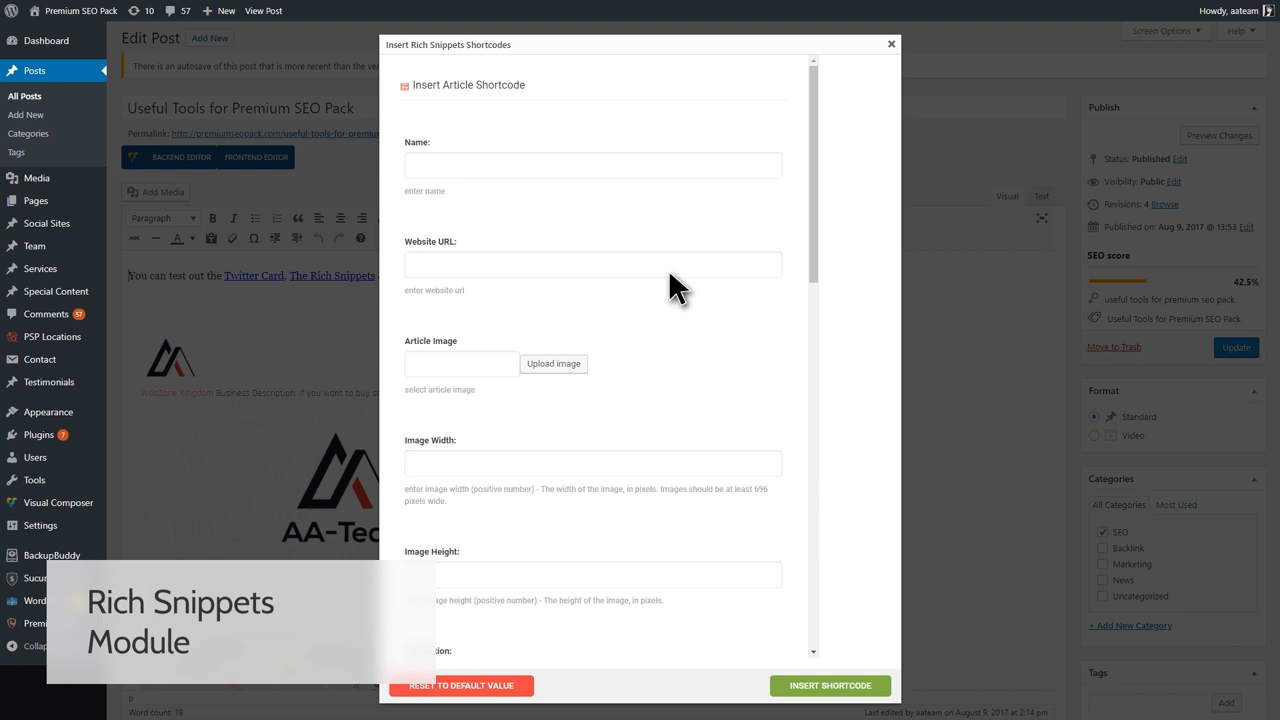 Howdy, aateam
Dashboard
Posts
All Posts
Add New
Categories
Tags
Media
Pages
Social Sites
Team
Services
Special Content
Comments 57
PSP Locations
Contact
Testimonials
Appearance
Plugins 7
Users
Tools
Visual Composer
Settings
BackupBuddy
Edit Post
Add New
Screen Options
Help
There is an autosave of this post that is more recent than the
Useful Tools for Premium SEO Pack
Permalink: http://premiumseopack.com/useful-tools-for-premium
BACKEND EDITOR
FRONTEND EDITOR
Add Media
Visual
Text
Paragraph
ABC
You can test out the Twitter Card, The Rich Snippets
WooZone Kingdom Business Description: if you want to buy
AA-Tea
p
Word count: 19
Last edited by aateam on August 9, 2017 at 2:14 pm
Insert Rich Snippets Shortcodes
Insert Article Shortcode
Name:
enter name
Website URL:
enter website url
Article Image
Upload image
select article image
Image Width:
enter image width (positive number) - The width of the image, in pixels. Images should be at least 696
pixels wide.
Image Height:
height (positive number) - The height of the image, in pixels.
RESET TO DEFAULT VALUE
INSERT SHORTCODE
Rich Snippets
Module
Publish
Preview Changes
Status: Published Edit
Visibility: Public Edit
Revisions: 4 Browse
Published on: Aug 9, 2017 @ 13:53 Edit
SEO score
42.5%
useful tools for premium seo pack
Useful Tools For Premium SEO Pack
Move to Trash
Update
Format
Standard
Video
Categories
All Categories
Most Used
SEO
Backlink
Marketing
News
Uncategorized
+ Add New Category
Tags
Add